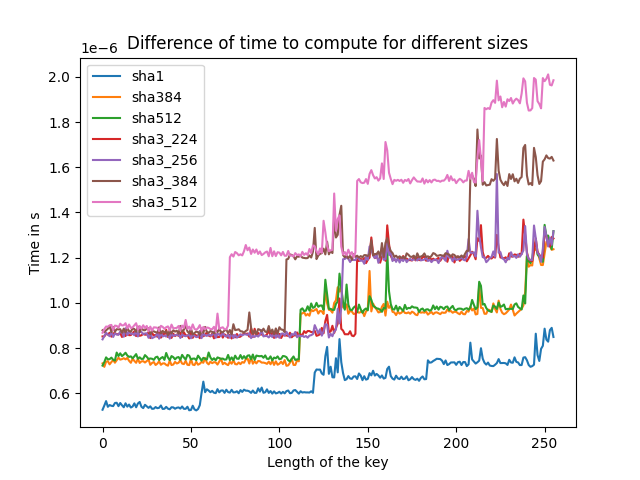 Difference of time to compute for different sizes
1e−6
2.0
1.8
1.6
1.4
1.2
1.0
0.8
0.6
Time in s
sha1
sha384
sha512
sha3_224
sha3_256
sha3_384
sha3_512
0 50 100 150 200 250
Length of the key